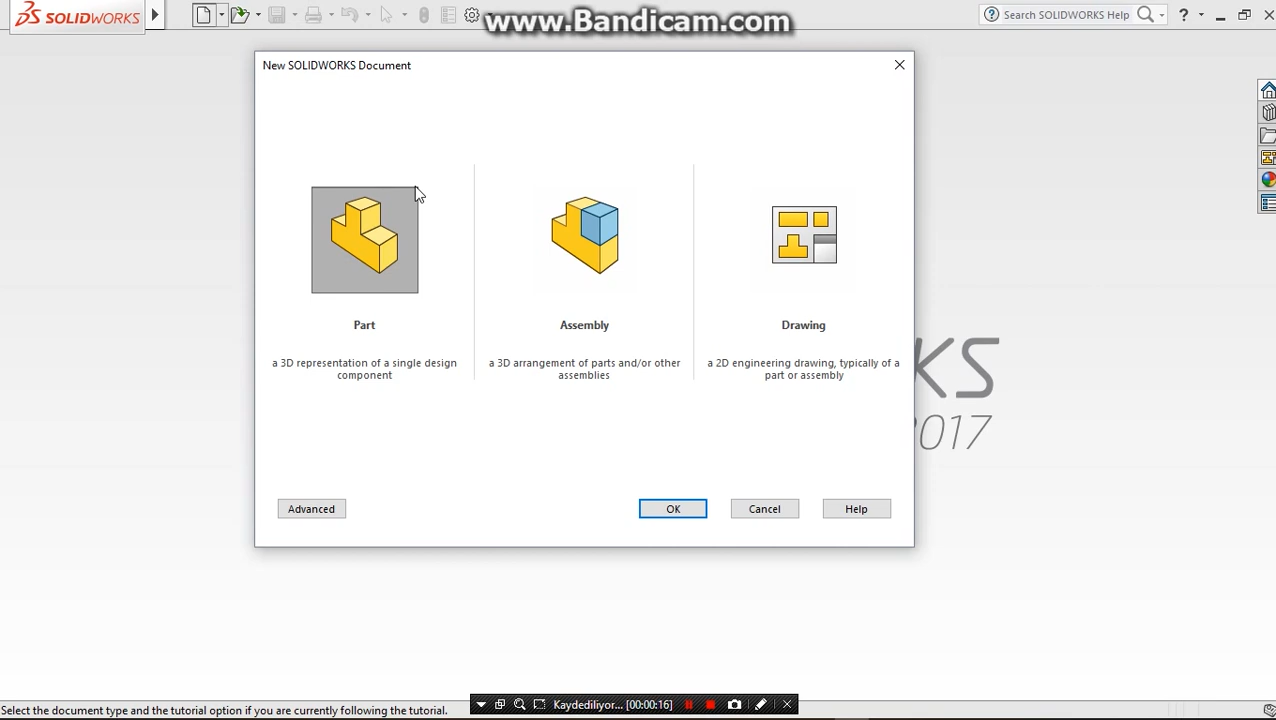 SOLIDWORKS
www.Bandicam.com
Search SOLIDWORKS Help
?
New SOLIDWORKS Document
Part
Assembly
Drawing
a 3D representation of a single design
component
a 3D arrangement of parts and/or other
assemblies
a 2D engineering drawing, typically of a
part or assembly
KS
2017
Advanced
OK
Cancel
Help
Select the document type and the tutorial option if you are currently following the tutorial.
Kaydediliyor... [00:00:16]